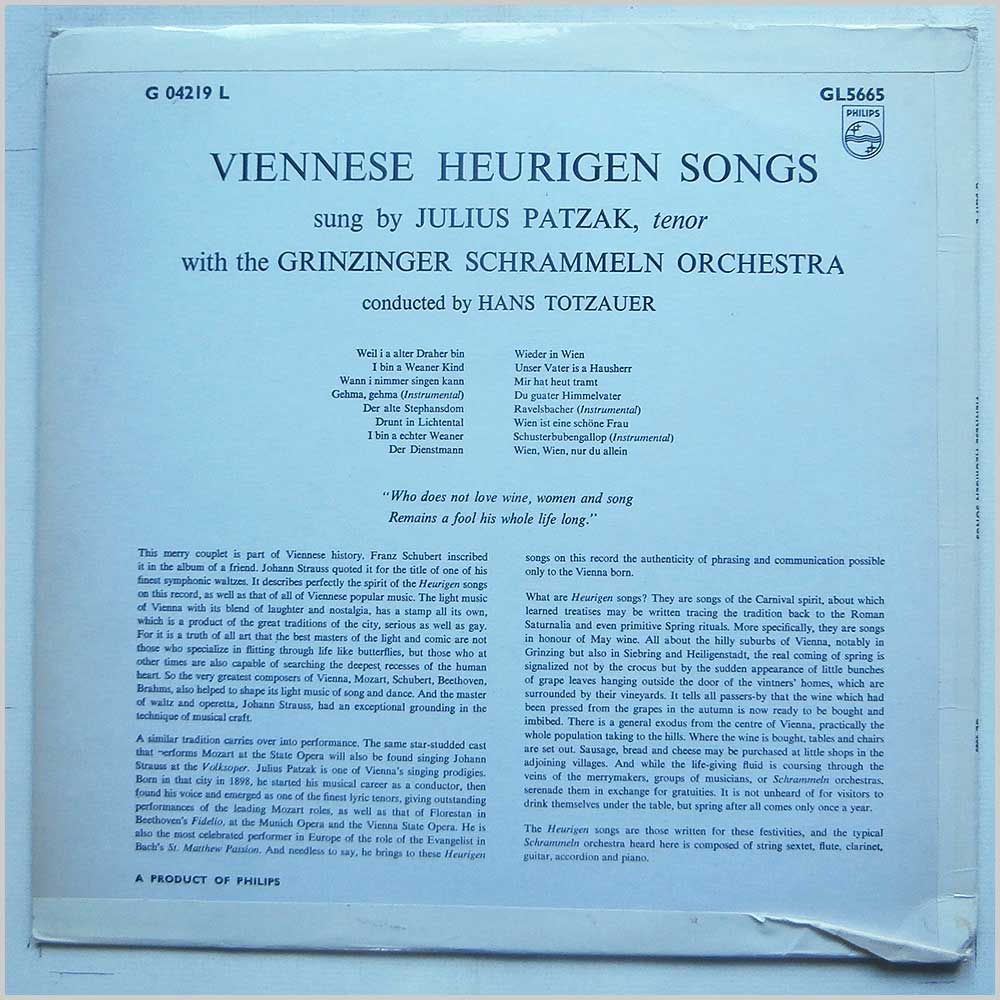 G 04219 L
GL5665
PHILIPS
VIENNESE HEURIGEN SONGS
sung by JULIUS PATZAK, tenor
with the GRINZINGER SCHRAMMELN ORCHESTRA
conducted by HANS TOTZAUER
Weil i a alter Draher bin
I bin a Weaner Kind
Wann i nimmer singen kann
Gehma, gehma (Instrumental)
Der alte Stephansdom
Drunt in Lichtental
I bin a echter Weaner
Der Dienstmann
Wieder in Wien
Unser Vater is a Hausherr
Mir hat heut tramt
Du guater Himmelvater
Ravelsbacher (Instrumental)
Wien ist eine schöne Frau
Schusterbubengallop (Instrumental)
Wien, Wien, nur du allein
"Who does not love wine, women and song
Remains a fool his whole life long."
This merry couplet is part of Viennese history. Franz Schubert inscribed
it in the album of a friend. Johann Strauss quoted it for the title of one of his
finest symphonic waltzes. It describes perfectly the spirit of the Heurigen songs
on this record, as well as that of all of Viennese popular music. The light music
of Vienna with its blend of laughter and nostalgia, has a stamp all its own,
which is a product of the great traditions of the city, serious as well as gay.
For it is a truth of all art that the best masters of the light and comic are not
those who specialize in flitting through life like butterflies, but those who at
other times are also capable of searching the deepest recesses of the human
heart. So the very greatest composers of Vienna, Mozart, Schubert, Beethoven,
Brahms, also helped to shape its light music of song and dance. And the master
of waltz and operetta, Johann Strauss, had an exceptional grounding in the
technique of musical craft.
A similar tradition carries over into performance. The same star-studded cast
that performs Mozart at the State Opera will also be found singing Johann
Strauss at the Volksoper. Julius Patzak is one of Vienna's singing prodigies.
Born in that city in 1898, he started his musical career as a conductor, then
found his voice and emerged as one of the finest lyric tenors, giving outstanding
performances of the leading Mozart roles, as well as that of Florestan in
Beethoven's Fidelio, at the Munich Opera and the Vienna State Opera. He is
also the most celebrated performer in Europe of the role of the Evangelist in
Bach's St. Matthew Passion. And needless to say, he brings to these Heurigen
songs on this record the authenticity of phrasing and communication possible
only to the Vienna born.
What are Heurigen songs? They are songs of the Carnival spirit, about which
learned treatises may be written tracing the tradition back to the Roman
Saturnalia and even primitive Spring rituals. More specifically, they are songs
in honour of May wine. All about the hilly suburbs of Vienna, notably in
Grinzing but also in Siebring and Heiligenstadt, the real coming of spring is
signalized not by the crocus but by the sudden appearance of little bunches
of grape leaves hanging outside the door of the vintners' homes, which are
surrounded by their vineyards. It tells all passers-by that the wine which had
been pressed from the grapes in the autumn is now ready to be bought and
imbibed. There is a general exodus from the centre of Vienna, practically the
whole population taking to the hills. Where the wine is bought, tables and chairs
are set out. Sausage, bread and cheese may be purchased at little shops in the
adjoining villages. And while the life-giving fluid is coursing through the
veins of the merrymakers, groups of musicians, or Schrammeln orchestras,
serenade them in exchange for gratuities. It is not unheard of for visitors to
drink themselves under the table, but spring after all comes only once a year.
The Heurigen songs are those written for these festivities, and the typical
Schrammeln orchestra heard here is composed of string sextet, flute, clarinet,
guitar, accordion and piano.
A PRODUCT OF PHILIPS